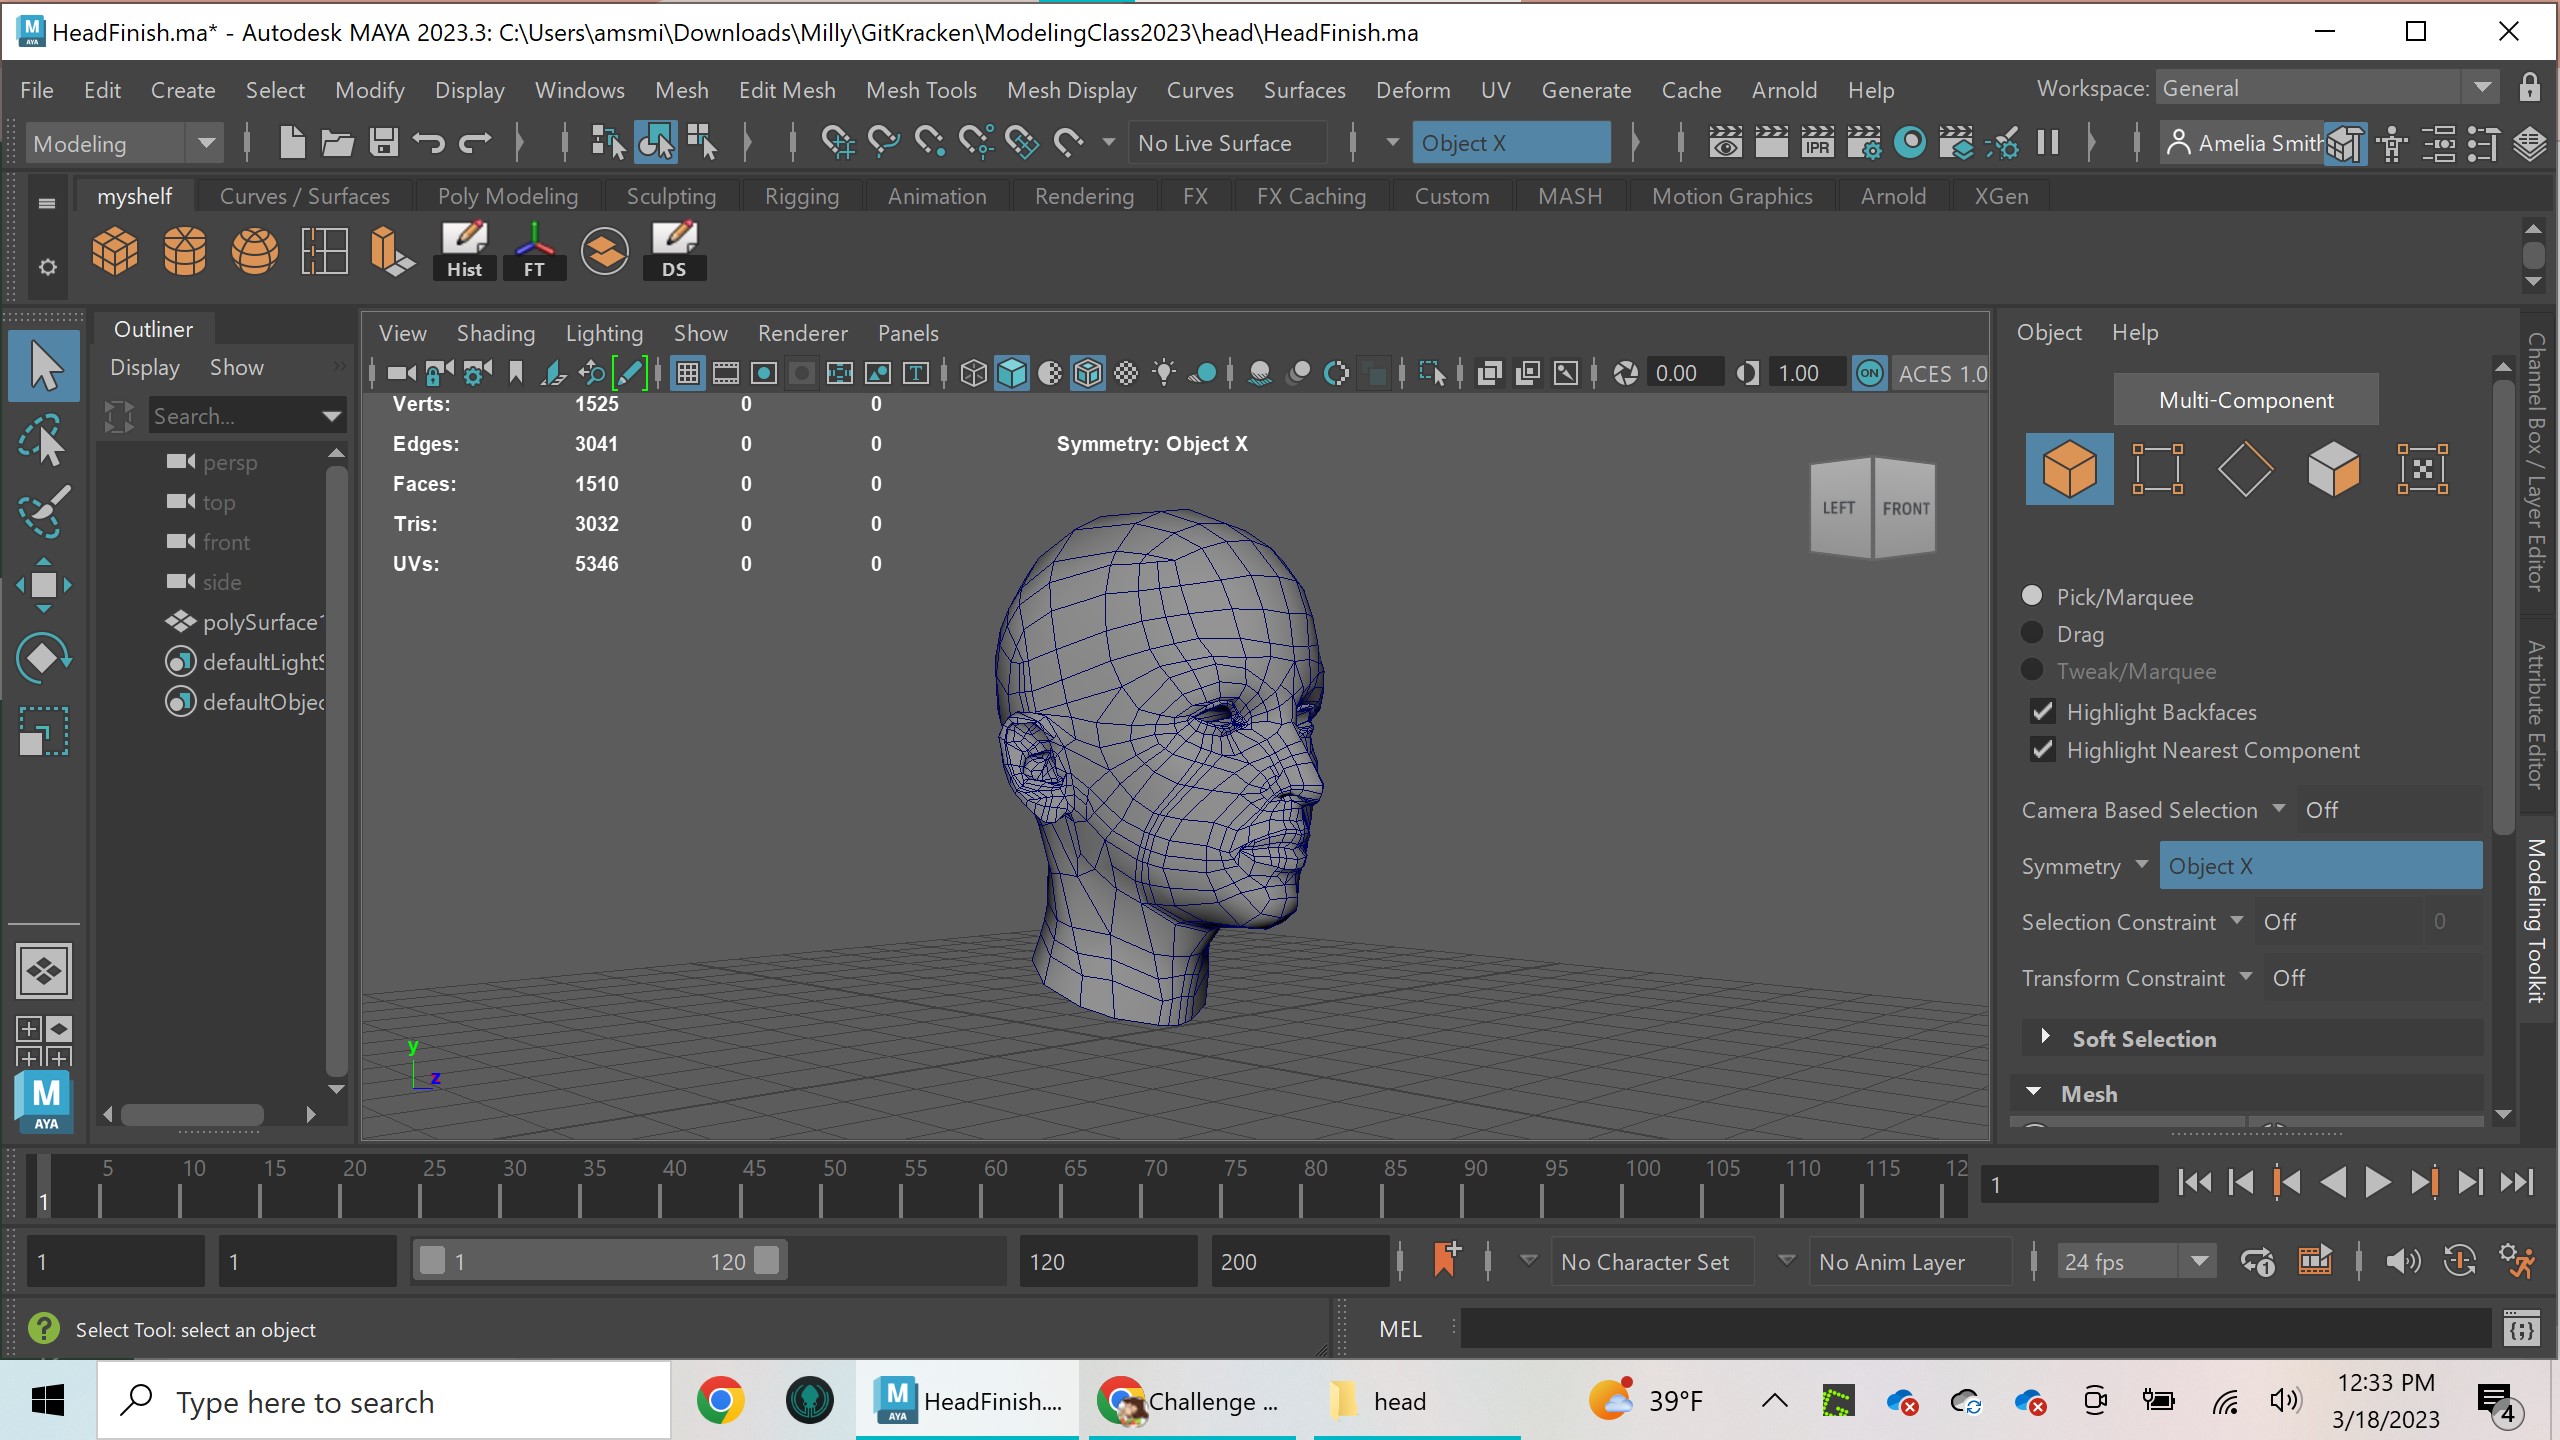 HeadFinish.ma* - Autodesk MAYA 2023.3: C:\Users\amsmi\Downloads\Milly\GitKracken\ModelingClass2023\head\HeadFinish.ma
File Edit Create Select Modify Display Windows Mesh Edit Mesh Mesh Tools Mesh Display Curves Surfaces Deform UV Generate Cache Arnold Help Workspace: General
Modeling No Live Surface Object X IPR Amelia Smith
myshelf Curves / Surfaces Poly Modeling Sculpting Rigging Animation Rendering FX FX Caching Custom MASH Motion Graphics Arnold XGen
Hist FT DS
Outliner
Display Show
Search...
persp
top
front
side
polySurface1
defaultLightS
defaultObjec
View Shading Lighting Show Renderer Panels
0.00 1.00 ON ACES 1.0
Verts: 1525 0 0
Edges: 3041 0 0
Faces: 1510 0 0
Tris: 3032 0 0
UVs: 5346 0 0
Symmetry: Object X
LEFT FRONT
y
z
Object Help
Multi-Component
Pick/Marquee
Drag
Tweak/Marquee
Highlight Backfaces
Highlight Nearest Component
Camera Based Selection Off
Symmetry Object X
Selection Constraint Off 0
Transform Constraint Off
Soft Selection
Mesh
Channel Box / Layer Editor
Attribute Editor
Modeling Toolkit
M
AYA
5 10 15 20 25 30 35 40 45 50 55 60 65 70 75 80 85 90 95 100 105 110 115 12
1
1
1 1 1 120 120 200 No Character Set No Anim Layer 24 fps
Select Tool: select an object MEL
Type here to search HeadFinish.... Challenge ... head 39°F 12:33 PM
3/18/2023
4